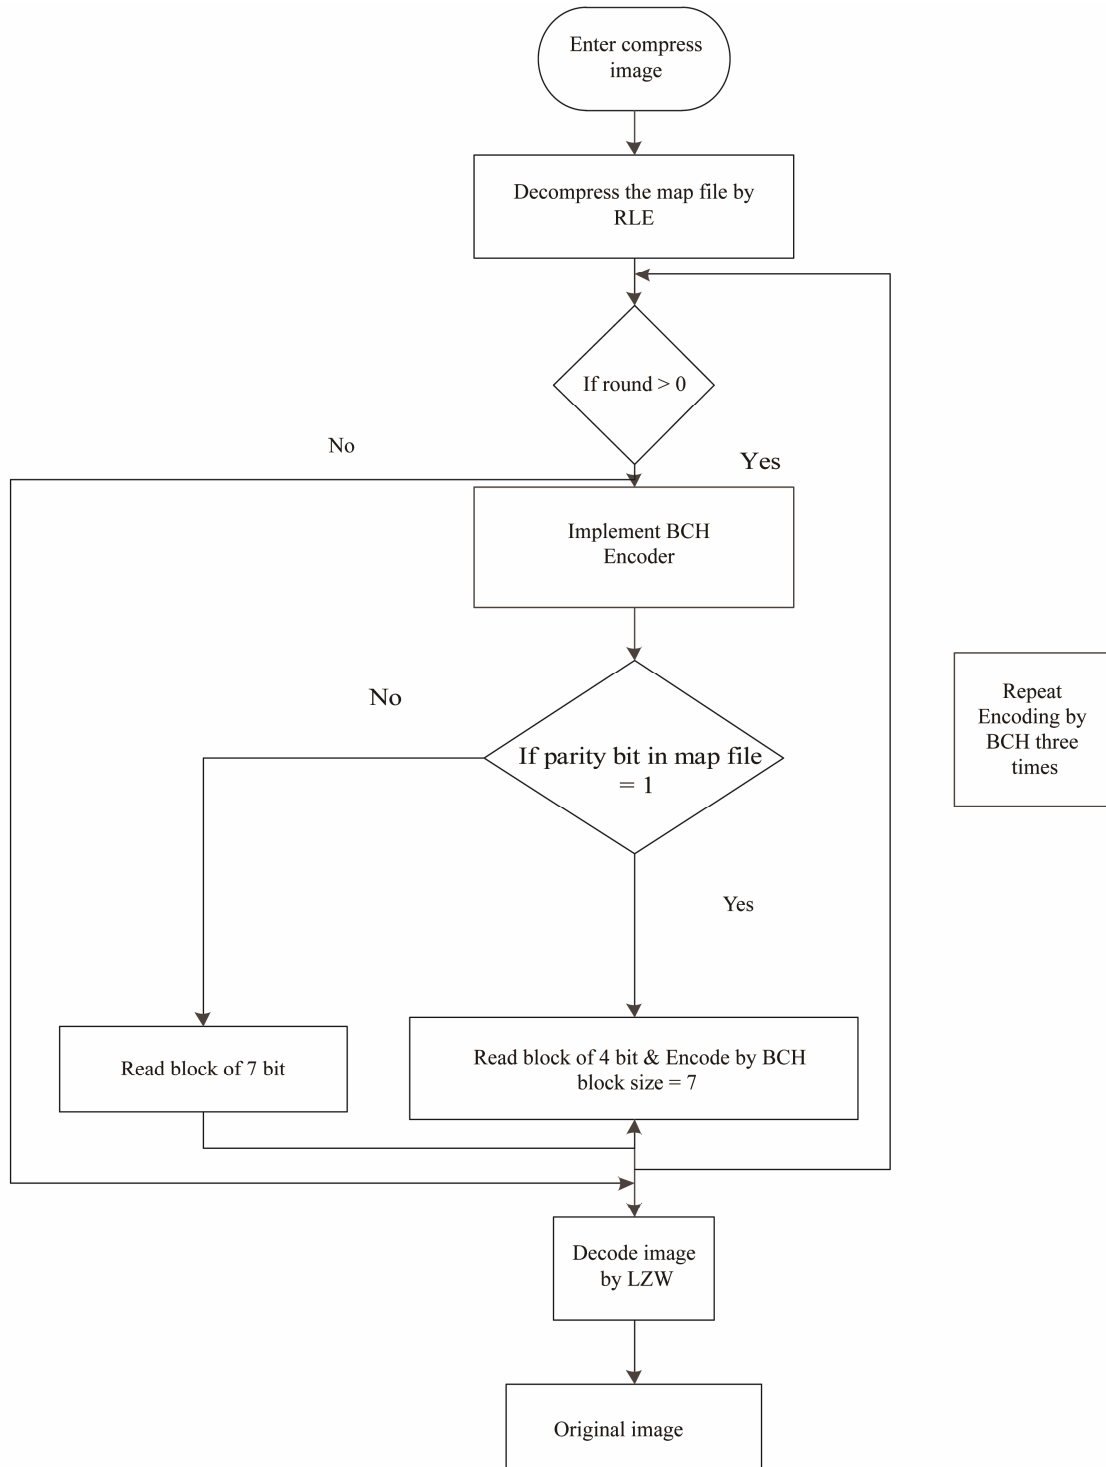 Enter compress
image
Decompress the map file by
RLE
If round > 0
No
Yes
Implement BCH
Encoder
No
If parity bit in map file
= 1
Repeat
Encoding by
BCH three
times
Yes
Read block of 7 bit
Read block of 4 bit & Encode by BCH
block size = 7
Decode image
by LZW
Original image